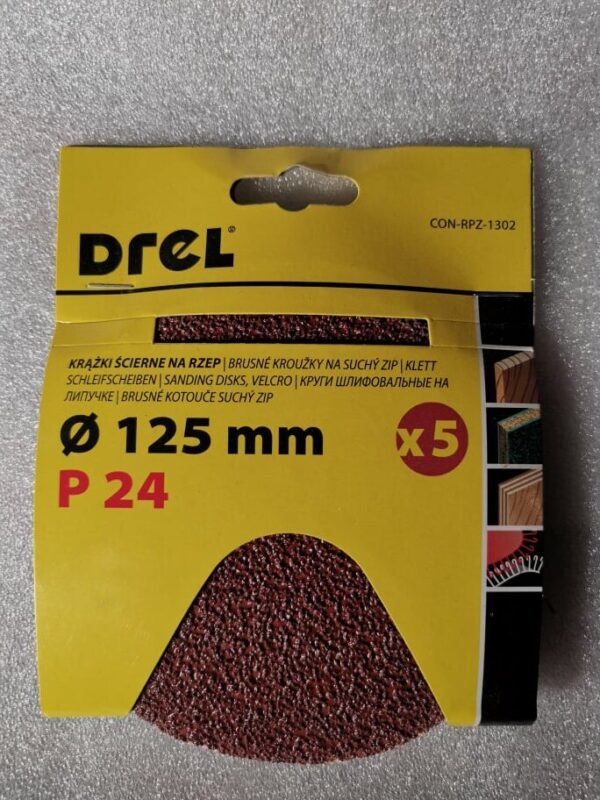 CON-RPZ-1302
Drel®
KRĄŻKI ŚCIERNE NA RZEP | BRUSNÉ KROUŽKY NA SUCHÝ ZIP | KLETT
SCHLEIFSCHEIBEN | SANDING DISKS, VELCRO | КРУГИ ШЛИФОВАЛЬНЫЕ НА
ЛИПУЧКЕ | BRUSNÉ KOTOUČE SUCHÝ ZIP
Ø 125 mm
x5
P 24